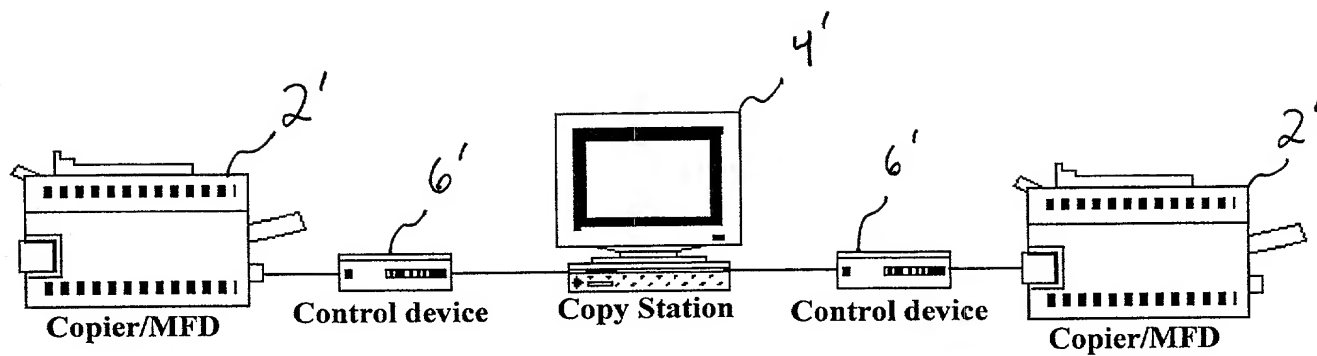 4'
2'
2'
6'
6'
Copier/MFD
Control device
Copy Station
Control device
Copier/MFD